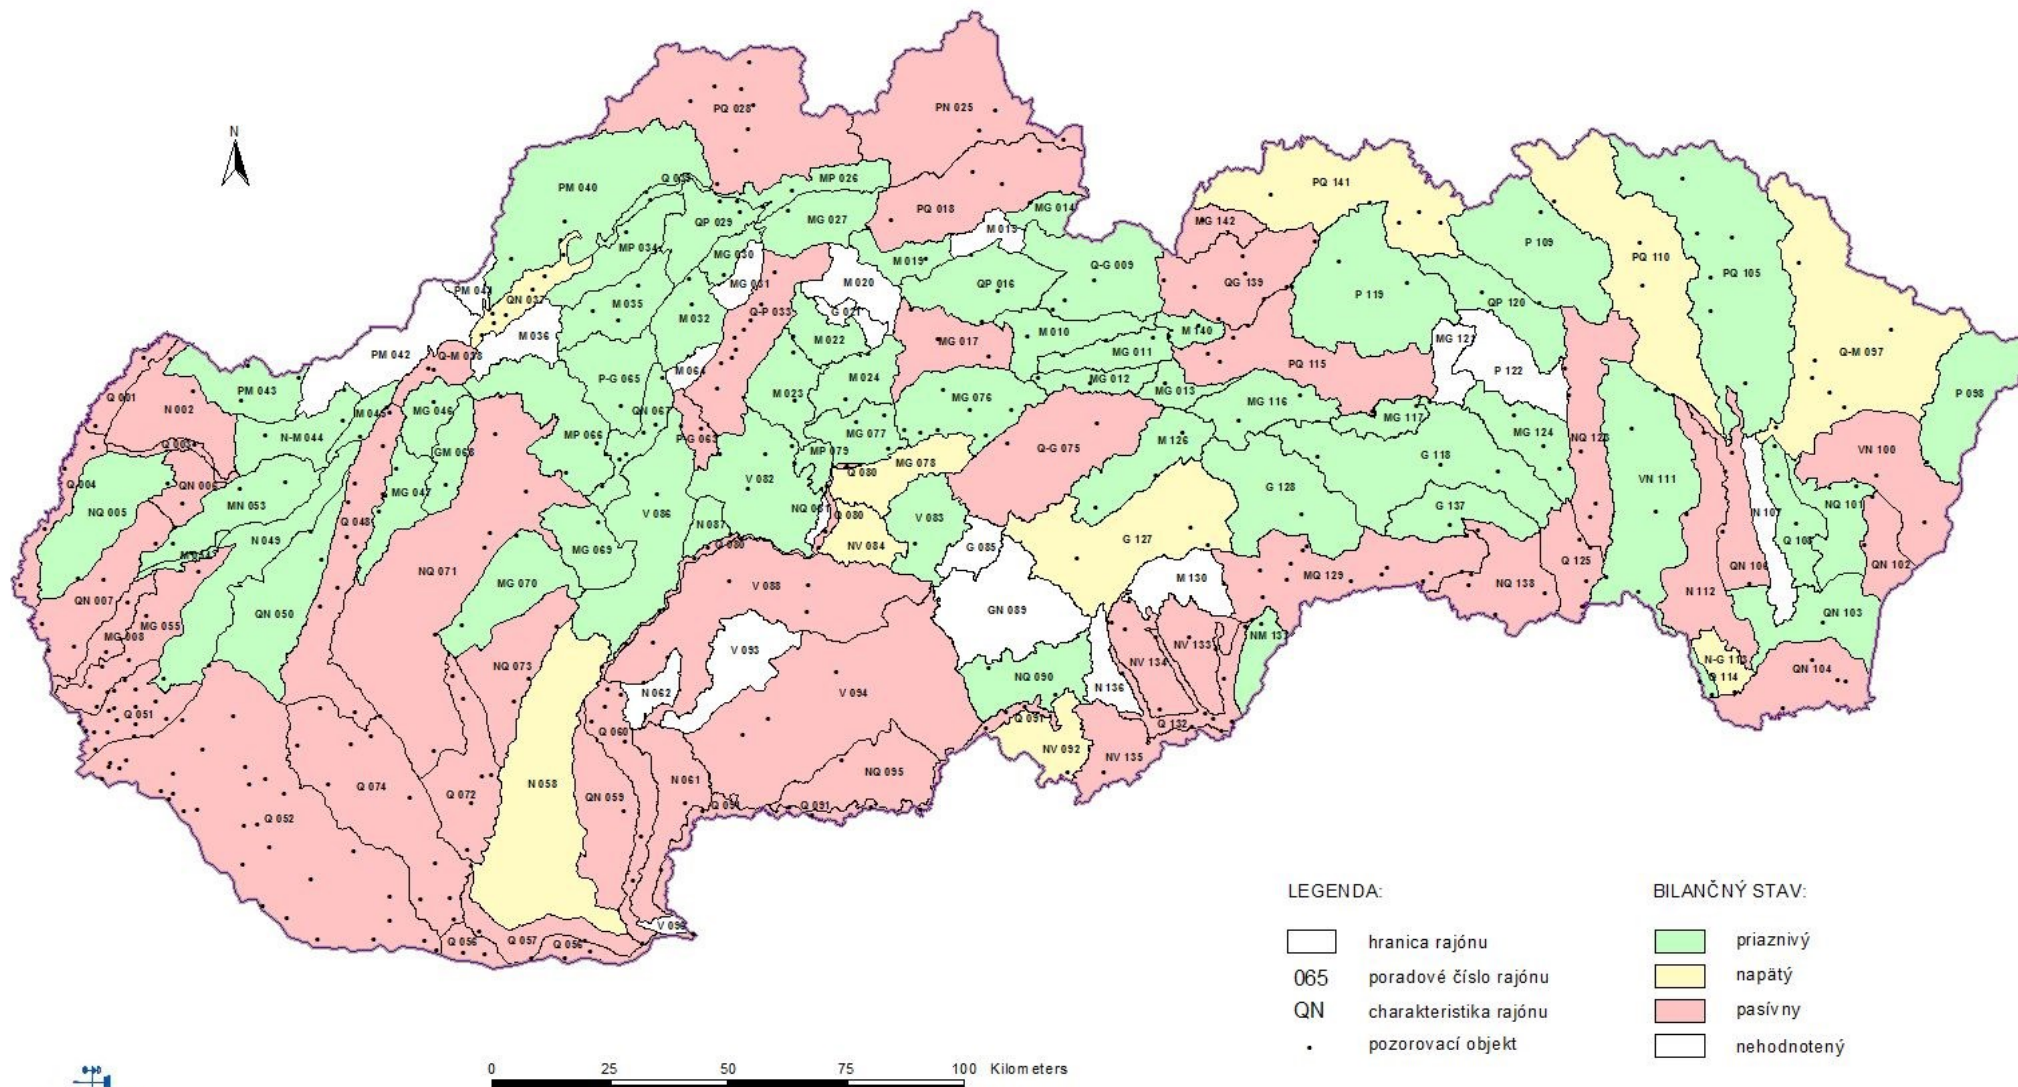 N
PQ 028
PN 025
PM 040
MP 026
PQ 018
MG 014
M 015
PQ 141
MG 142
QP 029
MG 027
MP 034
MG 030
M 019
Q-G 009
P 109
PQ 110
PQ 105
QN 037
MG 031
M 020
QP 016
QG 139
P 119
QP 120
M 035
Q-P 033
G 021
M 032
M 022
M 010
M 140
M 036
PM 042
Q-M 038
MG 017
MG 011
MG 121
Q-M 097
M 064
PQ 115
P 122
P-G 065
M 024
MG 012
MG 013
PM 043
M 023
MG 076
P 098
Q 001
N 002
MG 046
QN 067
MG 116
MG 117
N-M 044
MP 066
MG 077
M 126
MG 124
GM 068
MP 079
MG 078
Q-G 075
G 118
VN 100
Q 004
QN 006
MG 047
V 082
Q 080
G 128
VN 111
MN 053
V 086
NQ 101
NQ 005
Q 048
Q 080
V 083
G 137
N 107
N 049
N 087
G 085
G 127
Q 108
MG 069
Q 080
NV 084
Q 125
QN 106
QN 102
NQ 071
MG 070
V 088
M 130
MQ 129
NQ 138
N 112
QN 007
QN 050
GN 089
QN 103
MG 055
MG 008
V 093
NV 133
NM 131
NQ 073
NV 134
N-G 113
QN 104
N 062
V 094
NQ 090
N 136
Q 114
Q 051
Q 060
Q 091
Q 132
NV 092
NV 135
NQ 095
N 061
Q 074
Q 072
N 058
QN 059
Q 091
Q 052
Q 056
Q 057
Q 056
LEGENDA:
BILANČNÝ STAV:
hranica rajónu
priaznivý
065
poradové číslo rajónu
napätý
QN
charakteristika rajónu
pasívny
pozorovací objekt
nehodnotený
0 25 50 75 100 Kilometers